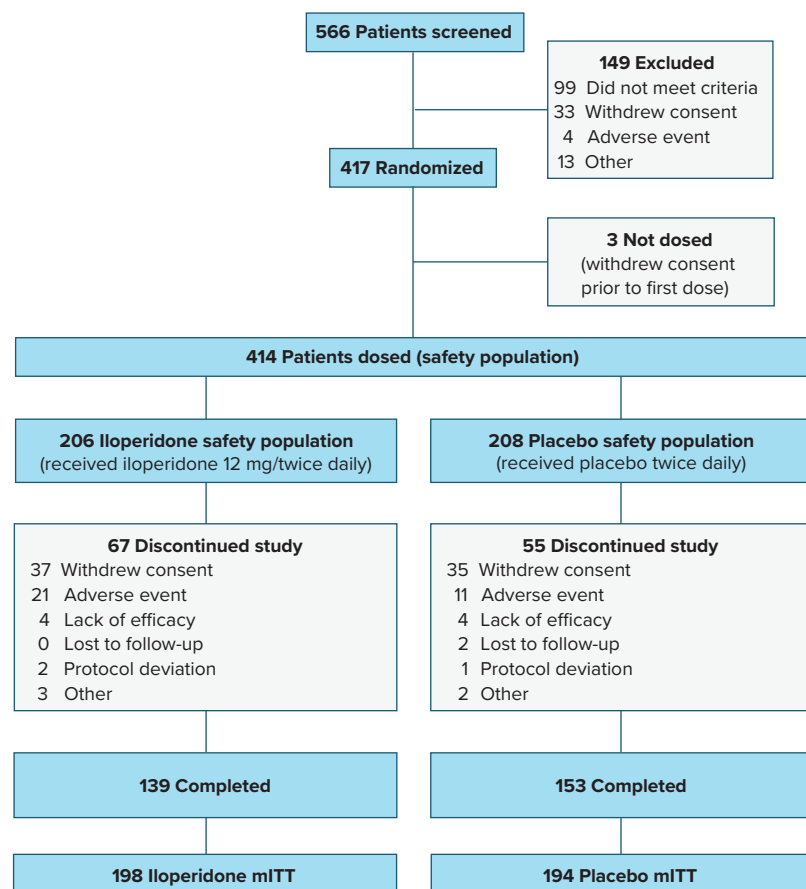 566 Patients screened
149 Excluded
99 Did not meet criteria
33 Withdrew consent
4 Adverse event
13 Other
417 Randomized
3 Not dosed
(withdrew consent
prior to first dose)
414 Patients dosed (safety population)
206 Iloperidone safety population
(received iloperidone 12 mg/twice daily)
208 Placebo safety population
(received placebo twice daily)
67 Discontinued study
37 Withdrew consent
21 Adverse event
4 Lack of efficacy
0 Lost to follow-up
2 Protocol deviation
3 Other
55 Discontinued study
35 Withdrew consent
11 Adverse event
4 Lack of efficacy
2 Lost to follow-up
1 Protocol deviation
2 Other
139 Completed
153 Completed
198 Iloperidone mITT
194 Placebo mITT